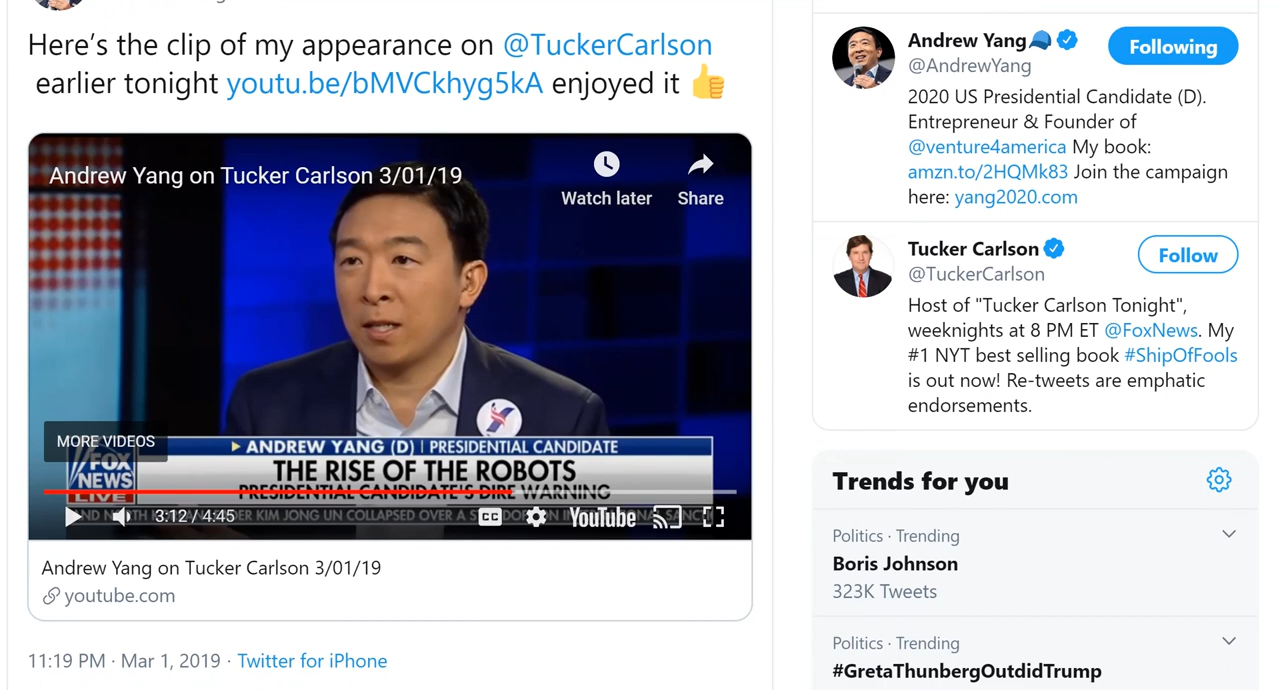 Here's the clip of my appearance on @TuckerCarlson
earlier tonight youtu.be/bMVCkhyg5kA enjoyed it
Andrew Yang on Tucker Carlson 3/01/19
Watch later
Share
MORE VIDEOS
FOX
NEWS
LIVE
ANDREW YANG (D) | PRESIDENTIAL CANDIDATE
THE RISE OF THE ROBOTS
PRESIDENTIAL CANDIDATE'S DIRE WARNING
KIM JONG UN COLLAPSED OVER A
3:12 / 4:45
CC
YouTube
Andrew Yang on Tucker Carlson 3/01/19
youtube.com
11:19 PM · Mar 1, 2019 · Twitter for iPhone
Andrew Yang
@AndrewYang
Following
2020 US Presidential Candidate (D).
Entrepreneur & Founder of
@venture4america My book:
amzn.to/2HQMk83 Join the campaign
here: yang2020.com
Tucker Carlson
@TuckerCarlson
Follow
Host of "Tucker Carlson Tonight",
weeknights at 8 PM ET @FoxNews. My
#1 NYT best selling book #ShipOfFools
is out now! Re-tweets are emphatic
endorsements.
Trends for you
Politics · Trending
Boris Johnson
323K Tweets
Politics · Trending
#GretaThunbergOutdidTrump